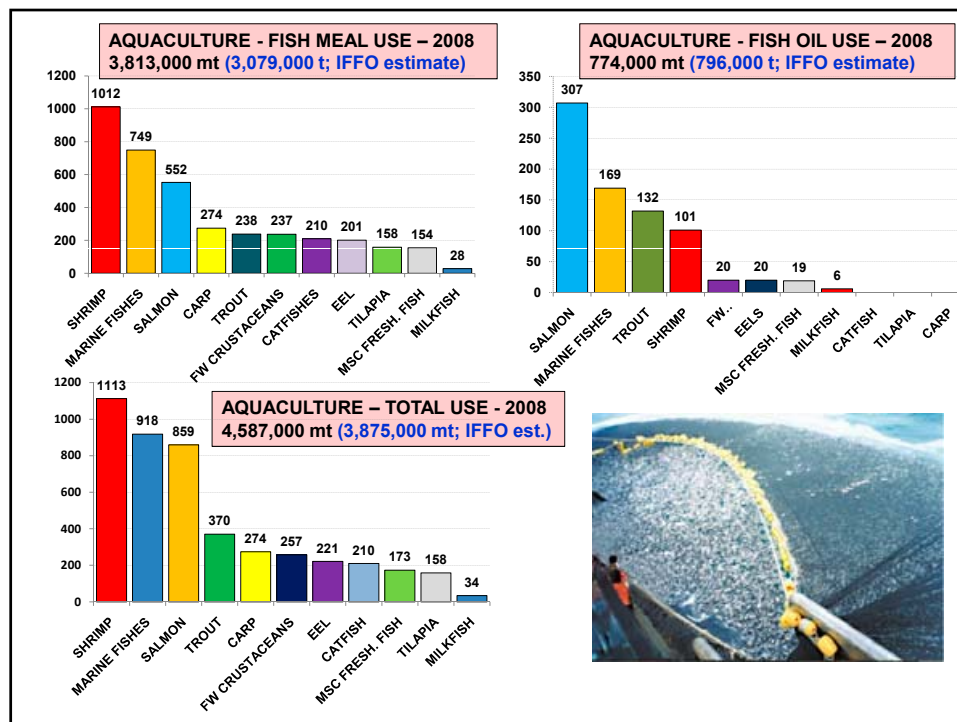 AQUACULTURE - FISH MEAL USE – 2008
3,813,000 mt (3,079,000 t; IFFO estimate)
1200
1000
800
600
400
200
0
1012
749
552
274
238
237
210
201
158
154
28
SHRIMP
MARINE FISHES
SALMON
CARP
TROUT
FW CRUSTACEANS
CATFISHES
EEL
TILAPIA
MSC FRESH. FISH
MILKFISH
AQUACULTURE - FISH OIL USE – 2008
774,000 mt (796,000 t; IFFO estimate)
350
300
250
200
150
100
50
0
307
169
132
101
20
20
19
6
SALMON
MARINE FISHES
TROUT
SHRIMP
FW..
EELS
MSC FRESH. FISH
MILKFISH
CATFISH
TILAPIA
CARP
AQUACULTURE – TOTAL USE - 2008
4,587,000 mt (3,875,000 mt; IFFO est.)
1200
1000
800
600
400
200
0
1113
918
859
370
274
257
221
210
173
158
34
SHRIMP
MARINE FISHES
SALMON
TROUT
CARP
FW CRUSTACEANS
EEL
CATFISH
MSC FRESH. FISH
TILAPIA
MILKFISH